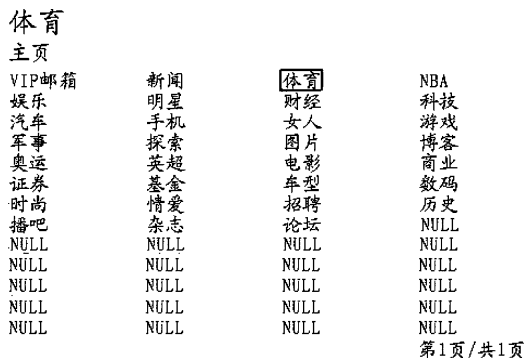 体育
主页
VIP邮箱 新闻 体育 NBA
娱乐 明星 财经 科技
汽车 手机 女人 游戏
军事 探索 图片 博客
奥运 英超 电影 商业
证券 基金 车型 数码
时尚 情爱 招聘 历史
播吧 杂志 论坛 NULL
NULL NULL NULL NULL
NULL NULL NULL NULL
NULL NULL NULL NULL
NULL NULL NULL NULL
NULL NULL NULL NULL
第1页/共1页